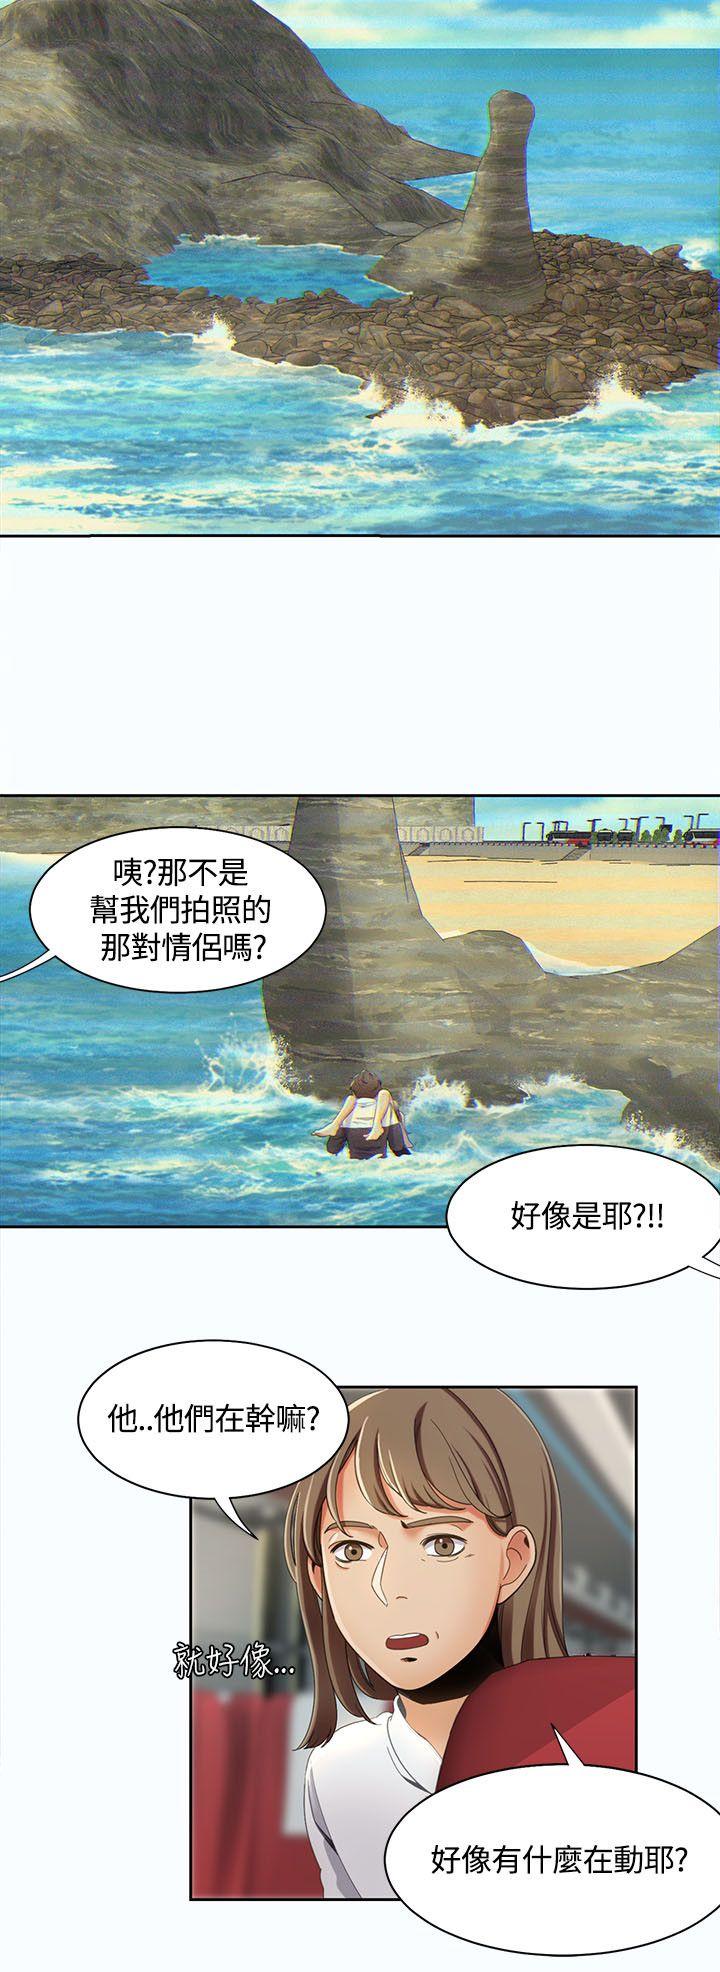 咦?那不是
幫我們拍照的
那對情侶嗎?
好像是耶?!!
他..他們在幹嘛?
就好像...
好像有什麼在動耶?